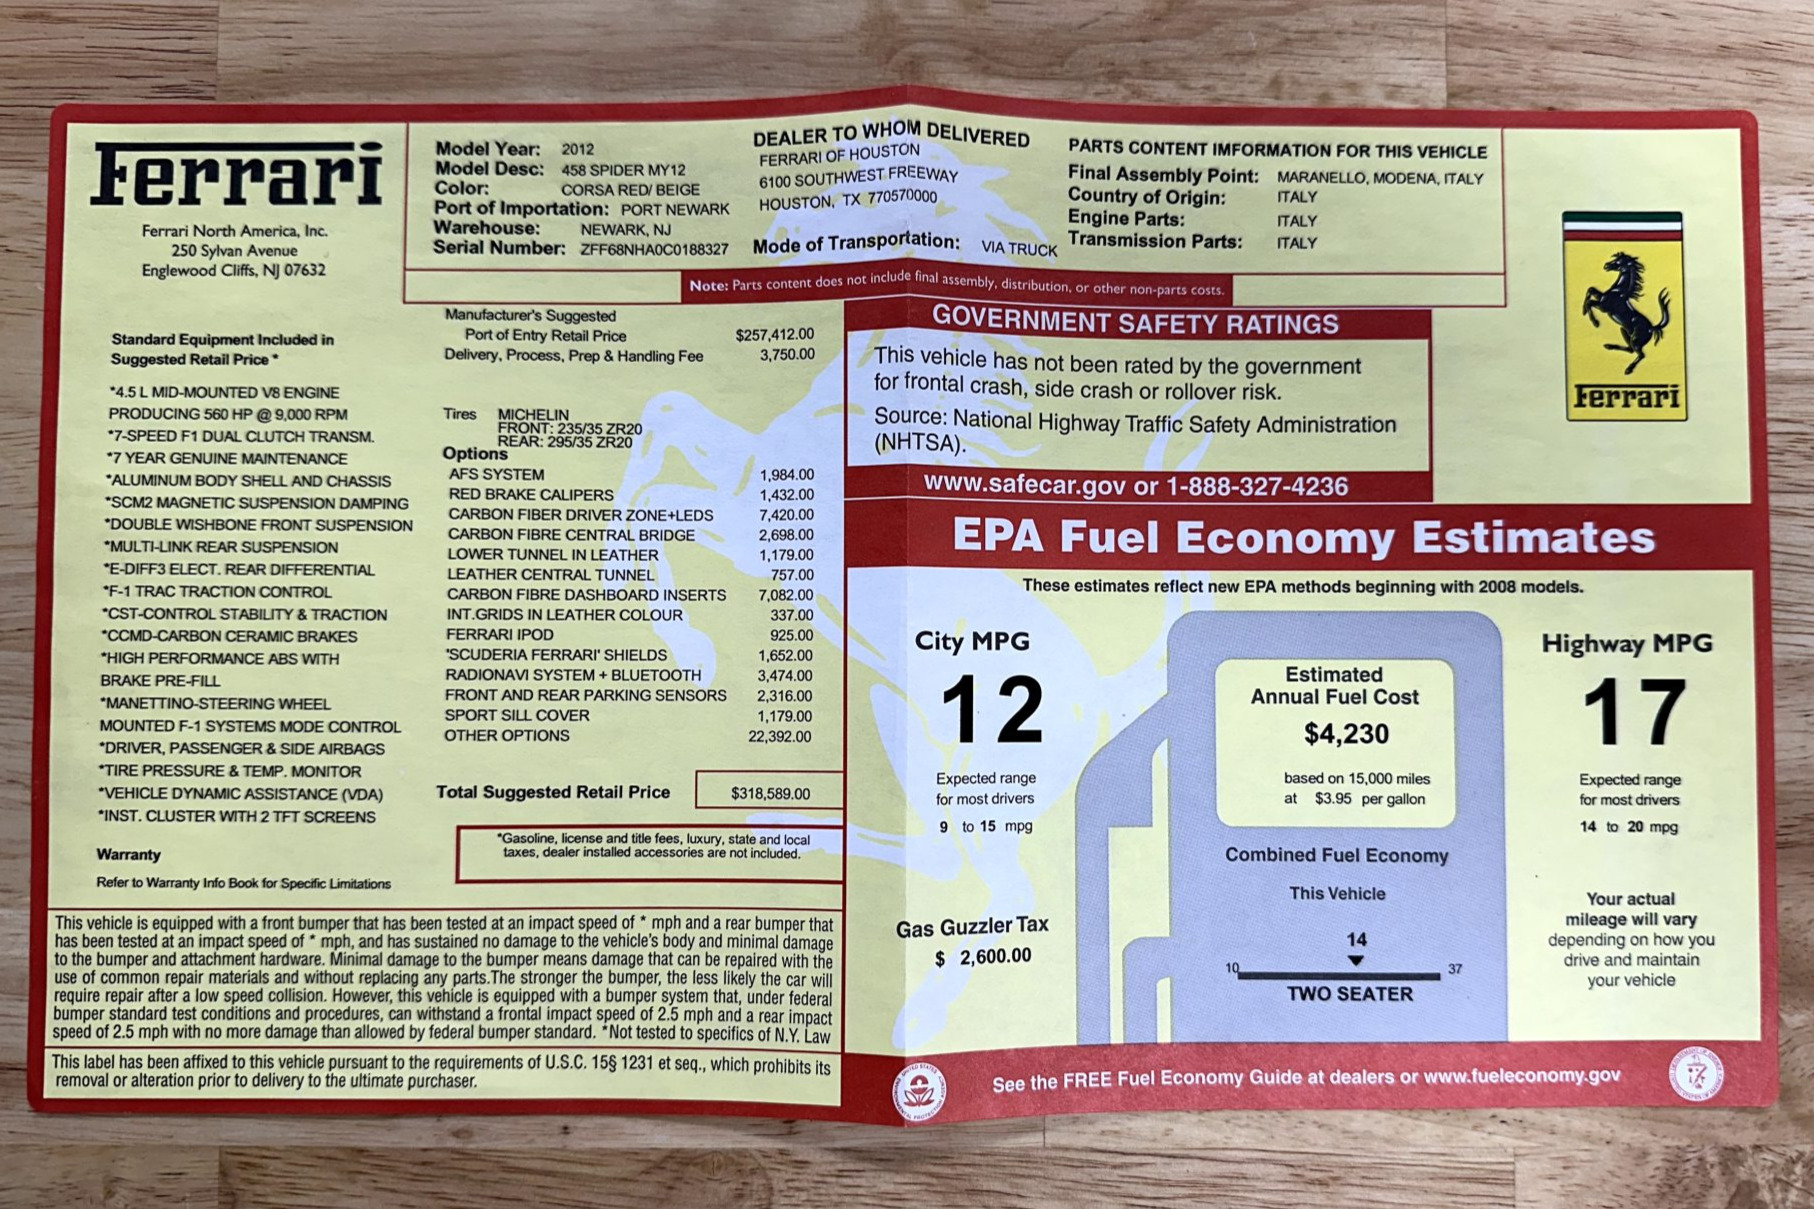 Ferrari
Ferrari North America, Inc.
250 Sylvan Avenue
Englewood Cliffs, NJ 07632
Model Year: 2012
Model Desc: 458 SPIDER MY12
Color: CORSA RED/ BEIGE
Port of Importation: PORT NEWARK
Warehouse: NEWARK, NJ
Serial Number: ZFF68NHA0C0188327
DEALER TO WHOM DELIVERED
FERRARI OF HOUSTON
6100 SOUTHWEST FREEWAY
HOUSTON, TX 770570000
Mode of Transportation: VIA TRUCK
PARTS CONTENT IMFORMATION FOR THIS VEHICLE
Final Assembly Point: MARANELLO, MODENA, ITALY
Country of Origin: ITALY
Engine Parts: ITALY
Transmission Parts: ITALY
Note: Parts content does not include final assembly, distribution, or other non-parts costs.
Standard Equipment Included in
Suggested Retail Price *
*4.5 L MID-MOUNTED V8 ENGINE
PRODUCING 560 HP @ 9,000 RPM
*7-SPEED F1 DUAL CLUTCH TRANSM.
*7 YEAR GENUINE MAINTENANCE
*ALUMINUM BODY SHELL AND CHASSIS
*SCM2 MAGNETIC SUSPENSION DAMPING
*DOUBLE WISHBONE FRONT SUSPENSION
*MULTI-LINK REAR SUSPENSION
*E-DIFF3 ELECT. REAR DIFFERENTIAL
*F-1 TRAC TRACTION CONTROL
*CST-CONTROL STABILITY & TRACTION
*CCMD-CARBON CERAMIC BRAKES
*HIGH PERFORMANCE ABS WITH
BRAKE PRE-FILL
*MANETTINO-STEERING WHEEL
MOUNTED F-1 SYSTEMS MODE CONTROL
*DRIVER, PASSENGER & SIDE AIRBAGS
*TIRE PRESSURE & TEMP. MONITOR
*VEHICLE DYNAMIC ASSISTANCE (VDA)
*INST. CLUSTER WITH 2 TFT SCREENS
Warranty
Refer to Warranty Info Book for Specific Limitations
Manufacturer's Suggested
Port of Entry Retail Price $257,412.00
Delivery, Process, Prep & Handling Fee 3,750.00
Tires MICHELIN
FRONT: 235/35 ZR20
REAR: 295/35 ZR20
Options
AFS SYSTEM 1,984.00
RED BRAKE CALIPERS 1,432.00
CARBON FIBER DRIVER ZONE+LEDS 7,420.00
CARBON FIBRE CENTRAL BRIDGE 2,698.00
LOWER TUNNEL IN LEATHER 1,179.00
LEATHER CENTRAL TUNNEL 757.00
CARBON FIBRE DASHBOARD INSERTS 7,082.00
INT.GRIDS IN LEATHER COLOUR 337.00
FERRARI IPOD 925.00
'SCUDERIA FERRARI' SHIELDS 1,652.00
RADIONAVI SYSTEM + BLUETOOTH 3,474.00
FRONT AND REAR PARKING SENSORS 2,316.00
SPORT SILL COVER 1,179.00
OTHER OPTIONS 22,392.00
Total Suggested Retail Price $318,589.00
*Gasoline, license and title fees, luxury, state and local
taxes, dealer installed accessories are not included.
This vehicle is equipped with a front bumper that has been tested at an impact speed of * mph and a rear bumper that
has been tested at an impact speed of * mph, and has sustained no damage to the vehicle's body and minimal damage
to the bumper and attachment hardware. Minimal damage to the bumper means damage that can be repaired with the
use of common repair materials and without replacing any parts.The stronger the bumper, the less likely the car will
require repair after a low speed collision. However, this vehicle is equipped with a bumper system that, under federal
bumper standard test conditions and procedures, can withstand a frontal impact speed of 2.5 mph and a rear impact
speed of 2.5 mph with no more damage than allowed by federal bumper standard. *Not tested to specifics of N.Y. Law
This label has been affixed to this vehicle pursuant to the requirements of U.S.C. 15§ 1231 et seq., which prohibits its
removal or alteration prior to delivery to the ultimate purchaser.
GOVERNMENT SAFETY RATINGS
This vehicle has not been rated by the government
for frontal crash, side crash or rollover risk.
Source: National Highway Traffic Safety Administration
(NHTSA).
www.safecar.gov or 1-888-327-4236
Ferrari
EPA Fuel Economy Estimates
These estimates reflect new EPA methods beginning with 2008 models.
City MPG
12
Expected range
for most drivers
9 to 15 mpg
Gas Guzzler Tax
$ 2,600.00
Estimated
Annual Fuel Cost
$4,230
based on 15,000 miles
at $3.95 per gallon
Combined Fuel Economy
This Vehicle
14
10 37
TWO SEATER
Highway MPG
17
Expected range
for most drivers
14 to 20 mpg
Your actual
mileage will vary
depending on how you
drive and maintain
your vehicle
See the FREE Fuel Economy Guide at dealers or www.fueleconomy.gov